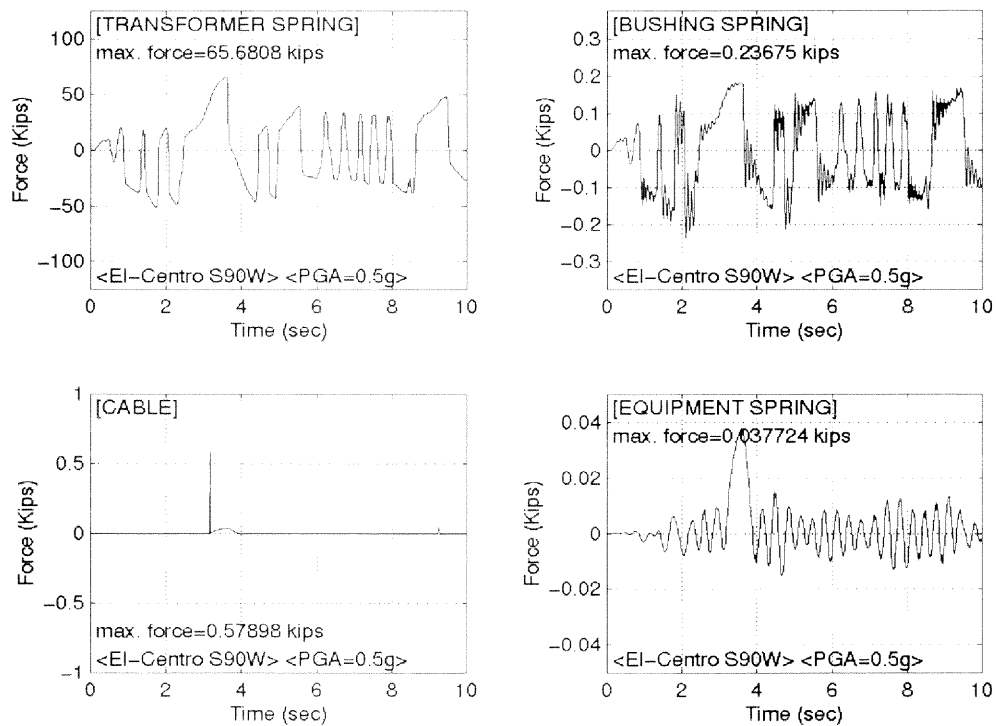 [TRANSFORMER SPRING]
max. force=65.6808 kips
100
50
0
−50
−100
Force (Kips)
<El−Centro S90W> <PGA=0.5g>
0 2 4 6 8 10
Time (sec)
[BUSHING SPRING]
max. force=0.23675 kips
0.3
0.2
0.1
0
−0.1
−0.2
−0.3
Force (Kips)
<El−Centro S90W> <PGA=0.5g>
0 2 4 6 8 10
Time (sec)
[CABLE]
1
0.5
0
−0.5
−1
Force (Kips)
max. force=0.57898 kips
<El−Centro S90W> <PGA=0.5g>
0 2 4 6 8 10
Time (sec)
[EQUIPMENT SPRING]
max. force=0.037724 kips
0.04
0.02
0
−0.02
−0.04
Force (Kips)
<El−Centro S90W> <PGA=0.5g>
0 2 4 6 8 10
Time (sec)